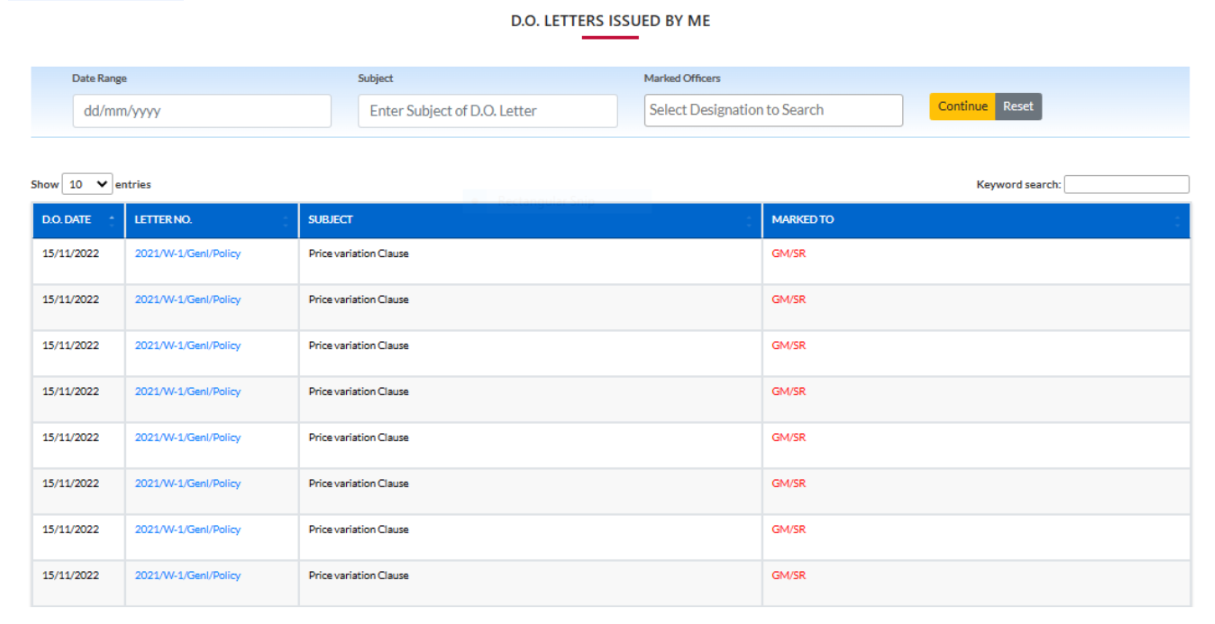 D.O. LETTERS ISSUED BY ME
Date Range Subject Marked Officers
dd/mm/yyyy Enter Subject of D.O. Letter Select Designation to Search Continue Reset
Show 10 entries Keyword search:
D.O. DATE LETTER NO. SUBJECT MARKED TO
15/11/2022 2021/W-1/Genl/Policy Price variation Clause GM/SR
15/11/2022 2021/W-1/Genl/Policy Price variation Clause GM/SR
15/11/2022 2021/W-1/Genl/Policy Price variation Clause GM/SR
15/11/2022 2021/W-1/Genl/Policy Price variation Clause GM/SR
15/11/2022 2021/W-1/Genl/Policy Price variation Clause GM/SR
15/11/2022 2021/W-1/Genl/Policy Price variation Clause GM/SR
15/11/2022 2021/W-1/Genl/Policy Price variation Clause GM/SR
15/11/2022 2021/W-1/Genl/Policy Price variation Clause GM/SR